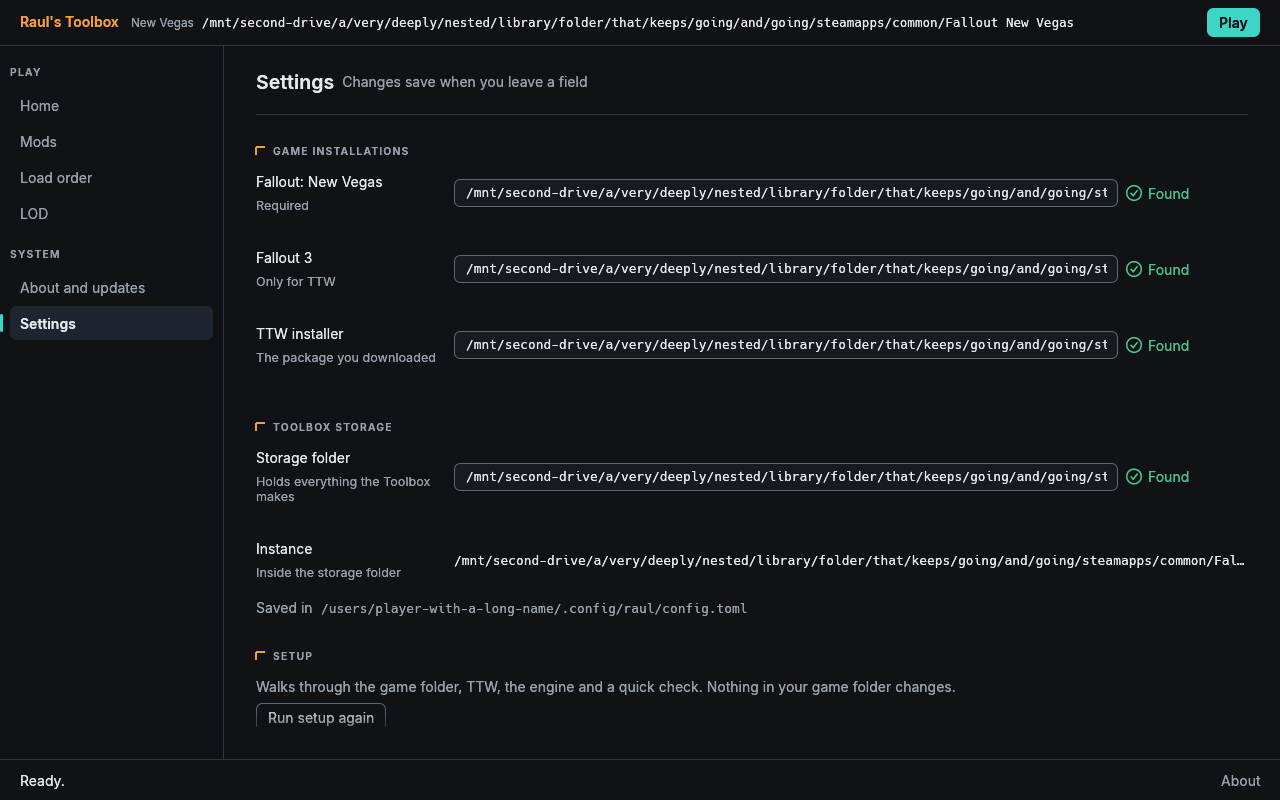 Raul's Toolbox New Vegas /mnt/second-drive/a/very/deeply/nested/library/folder/that/keeps/going/and/going/steamapps/common/Fallout New Vegas Play
PLAY
Home
Mods
Load order
LOD
SYSTEM
About and updates
Settings
Settings Changes save when you leave a field
GAME INSTALLATIONS
Fallout: New Vegas
Required
/mnt/second-drive/a/very/deeply/nested/library/folder/that/keeps/going/and/going/st Found
Fallout 3
Only for TTW
/mnt/second-drive/a/very/deeply/nested/library/folder/that/keeps/going/and/going/st Found
TTW installer
The package you downloaded
/mnt/second-drive/a/very/deeply/nested/library/folder/that/keeps/going/and/going/st Found
TOOLBOX STORAGE
Storage folder
Holds everything the Toolbox
makes
/mnt/second-drive/a/very/deeply/nested/library/folder/that/keeps/going/and/going/st Found
Instance
Inside the storage folder
/mnt/second-drive/a/very/deeply/nested/library/folder/that/keeps/going/and/going/steamapps/common/Fal…
Saved in /users/player-with-a-long-name/.config/raul/config.toml
SETUP
Walks through the game folder, TTW, the engine and a quick check. Nothing in your game folder changes.
Run setup again
Ready.
About